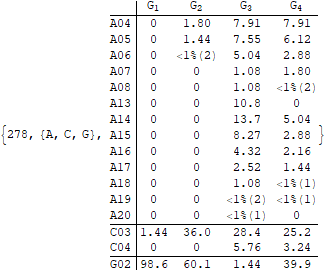 G1 G2 G3 G4
A04 0 1.80 7.91 7.91
A05 0 1.44 7.55 6.12
A06 0 <1%(2) 5.04 2.88
A07 0 0 1.08 1.80
A08 0 0 1.08 <1%(2)
A13 0 0 10.8 0
A14 0 0 13.7 5.04
{278, {A, C, G}, A15 0 0 8.27 2.88 }
A16 0 0 4.32 2.16
A17 0 0 2.52 1.44
A18 0 0 1.08 <1%(1)
A19 0 0 <1%(2) <1%(1)
A20 0 0 <1%(1) 0
C03 1.44 36.0 28.4 25.2
C04 0 0 5.76 3.24
G02 98.6 60.1 1.44 39.9